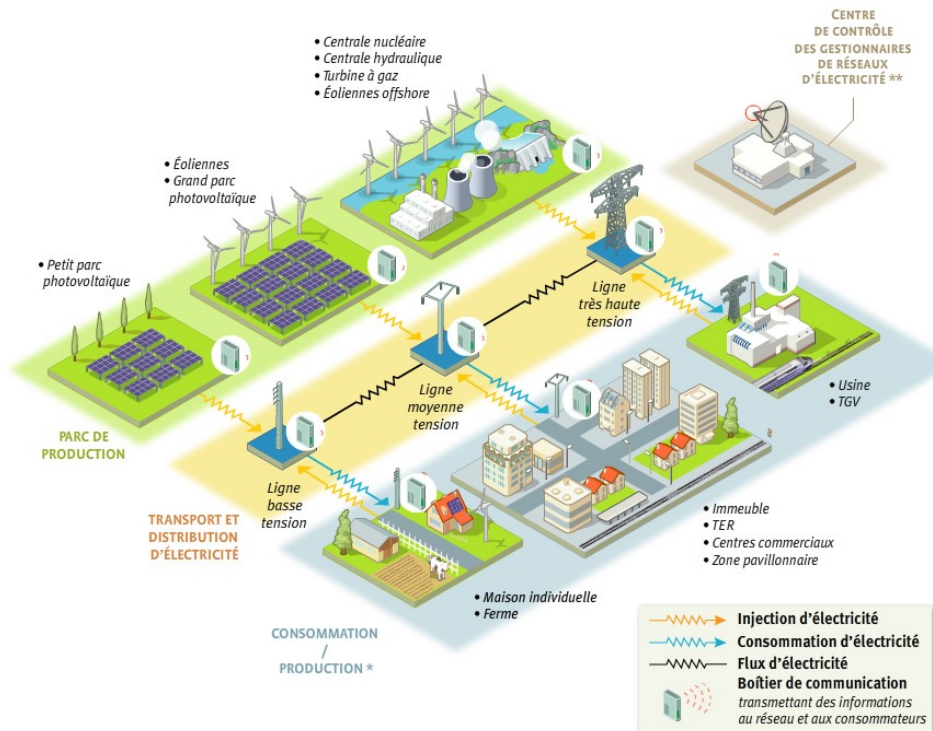 CENTRE
DE CONTRÔLE
DES GESTIONNAIRES
DE RÉSEAUX
D'ÉLECTRICITÉ **
• Centrale nucléaire
• Centrale hydraulique
• Turbine à gaz
• Éoliennes offshore
• Éoliennes
• Grand parc
photovoltaïque
• Petit parc
photovoltaïque
Ligne
très haute
tension
Ligne
moyenne
tension
Ligne
basse
tension
PARC DE
PRODUCTION
TRANSPORT ET
DISTRIBUTION
D'ÉLECTRICITÉ
• Usine
• TGV
• Immeuble
• TER
• Centres commerciaux
• Zone pavillonnaire
• Maison individuelle
• Ferme
CONSOMMATION
/
PRODUCTION *
Injection d'électricité
Consommation d'électricité
Flux d'électricité
Boîtier de communication
transmettant des informations
au réseau et aux consommateurs